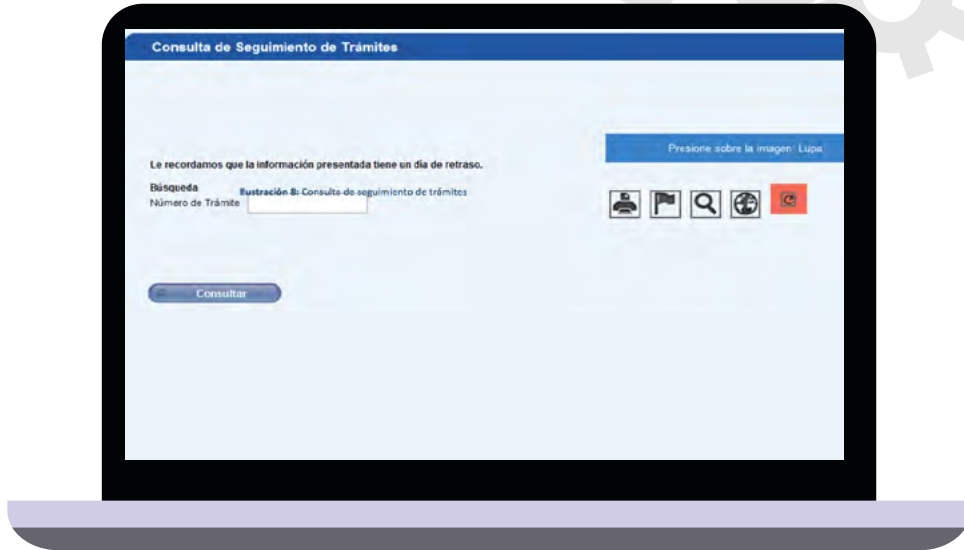 Consulta de Seguimiento de Trámites
Presione sobre la imagen: Lupa
Le recordamos que la información presentada tiene un día de retraso.
Búsqueda
Ilustración 8: Consulta de seguimiento de trámites
Número de Trámite
Consultar